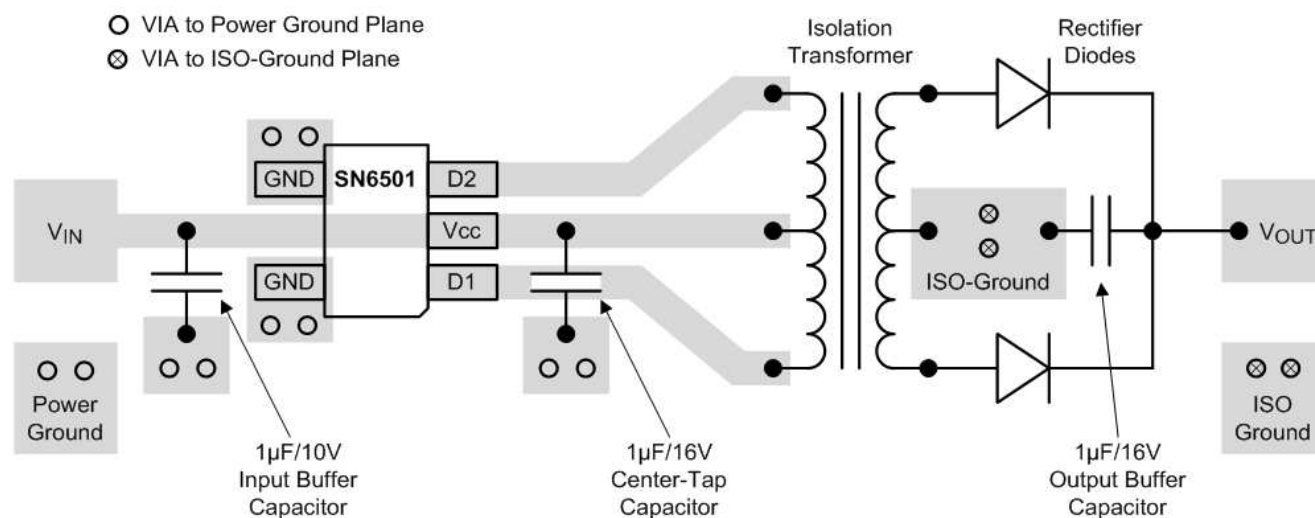 VIA to Power Ground Plane
VIA to ISO-Ground Plane
Isolation
Transformer
Rectifier
Diodes
GND
SN6501
D2
VIN
Vcc
GND
D1
ISO-Ground
VOUT
Power
Ground
ISO
Ground
1µF/10V
Input Buffer
Capacitor
1µF/16V
Center-Tap
Capacitor
1µF/16V
Output Buffer
Capacitor